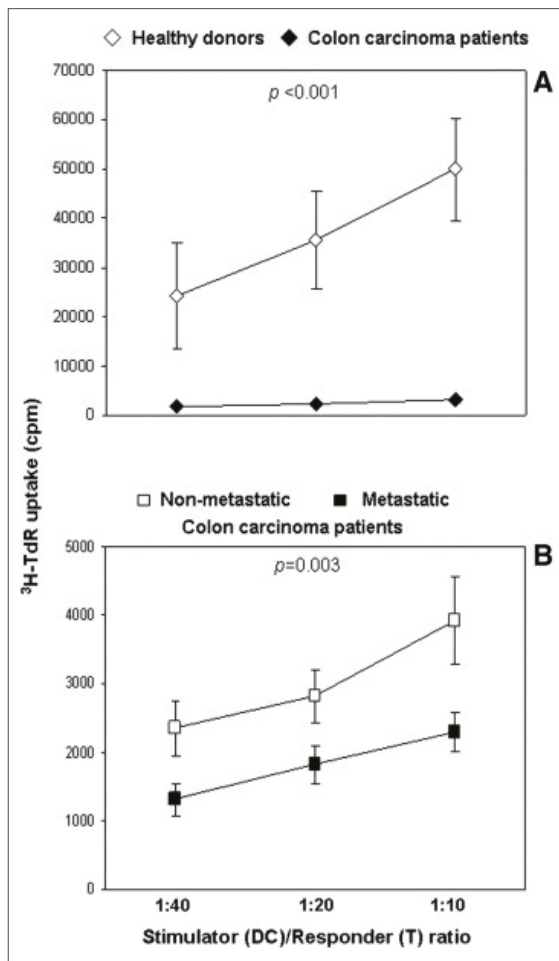 ◇ Healthy donors ◆ Colon carcinoma patients
A
p <0.001
70000
60000
50000
40000
30000
20000
10000
0
³H-TdR uptake (cpm)
□ Non-metastatic ■ Metastatic
Colon carcinoma patients
B
p=0.003
5000
4000
3000
2000
1000
0
1:40 1:20 1:10
Stimulator (DC)/Responder (T) ratio